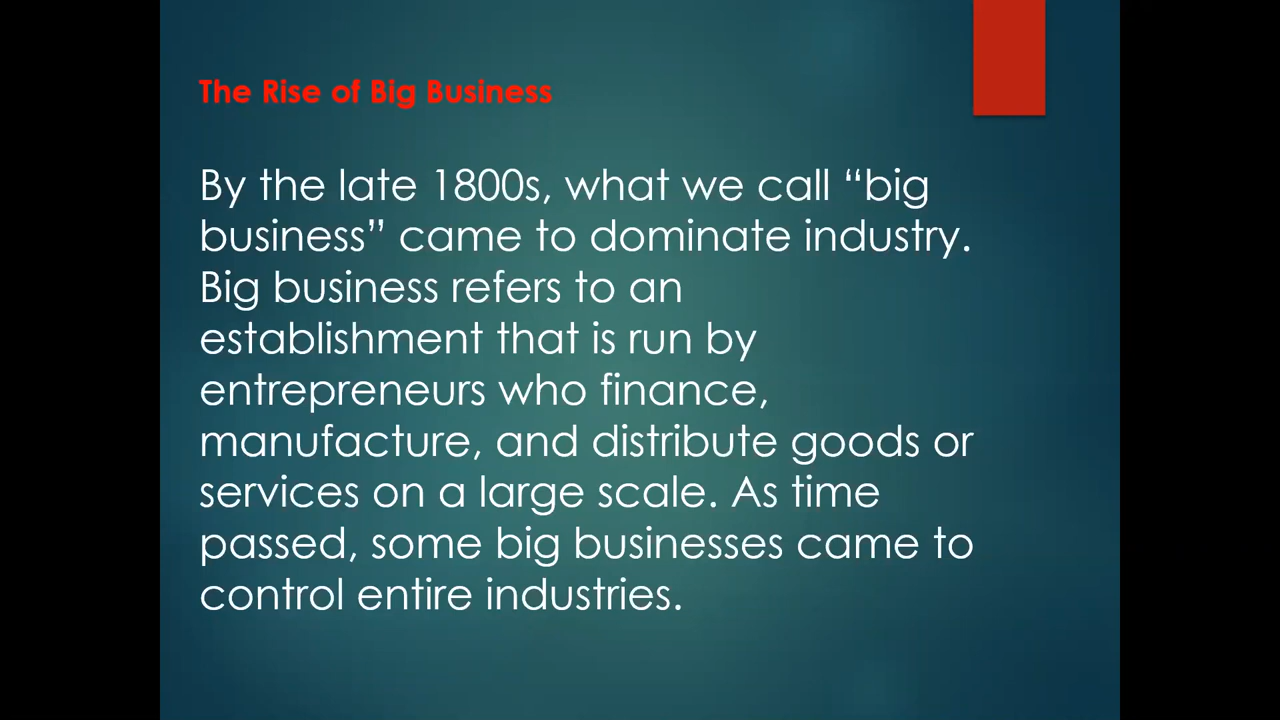 The Rise of Big Business
By the late 1800s, what we call “big
business” came to dominate industry.
Big business refers to an
establishment that is run by
entrepreneurs who finance,
manufacture, and distribute goods or
services on a large scale. As time
passed, some big businesses came to
control entire industries.